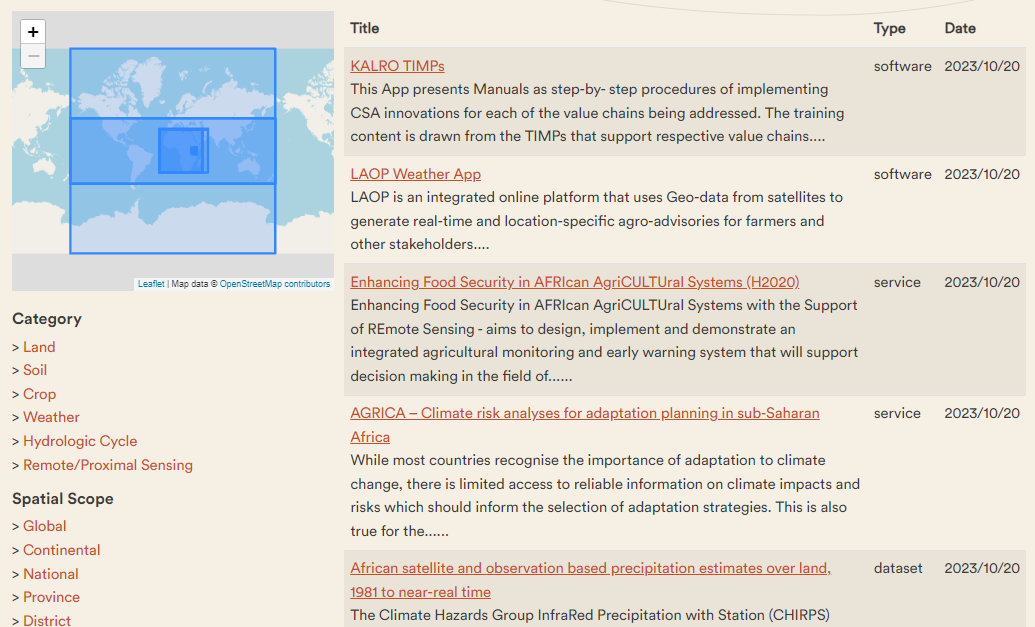 +
−
Leaflet | Map data © OpenStreetMap contributors
Category
> Land
> Soil
> Crop
> Weather
> Hydrologic Cycle
> Remote/Proximal Sensing
Spatial Scope
> Global
> Continental
> National
> Province
> District
Title Type Date
KALRO TIMPs software 2023/10/20
This App presents Manuals as step-by- step procedures of implementing
CSA innovations for each of the value chains being addressed. The training
content is drawn from the TIMPs that support respective value chains....
LAOP Weather App software 2023/10/20
LAOP is an integrated online platform that uses Geo-data from satellites to
generate real-time and location-specific agro-advisories for farmers and
other stakeholders....
Enhancing Food Security in AFRIcan AgriCULTUral Systems (H2020) service 2023/10/20
Enhancing Food Security in AFRIcan AgriCULTUral Systems with the Support
of REmote Sensing - aims to design, implement and demonstrate an
integrated agricultural monitoring and early warning system that will support
decision making in the field of......
AGRICA – Climate risk analyses for adaptation planning in sub-Saharan service 2023/10/20
Africa
While most countries recognise the importance of adaptation to climate
change, there is limited access to reliable information on climate impacts and
risks which should inform the selection of adaptation strategies. This is also
true for the......
African satellite and observation based precipitation estimates over land, dataset 2023/10/20
1981 to near-real time
The Climate Hazards Group InfraRed Precipitation with Station (CHIRPS)